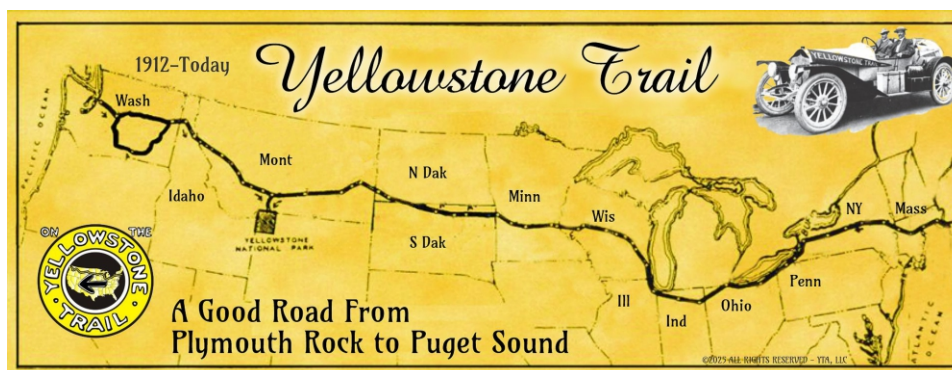 1912–Today
Yellowstone Trail
YELLOWSTONE TRAIL
PACIFIC OCEAN
Wash
Idaho
Mont
N Dak
S Dak
Minn
Wis
Ill
Ind
Ohio
Penn
NY
Mass
YELLOWSTONE
NATIONAL PARK
ON THE
YELLOWSTONE
TRAIL
A Good Road From
Plymouth Rock to Puget Sound
ATLANTIC
OCEAN
©2025 ALL RIGHTS RESERVED – YTA, LLC